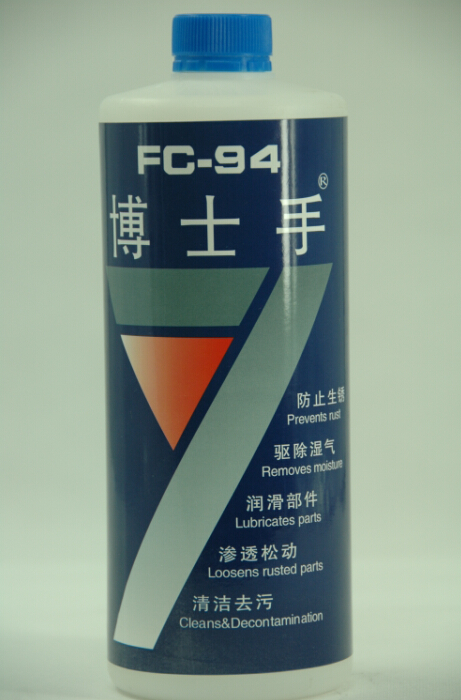 FC-94
博士手®
防止生锈
Prevents rust
驱除湿气
Removes moisture
润滑部件
Lubricates parts
渗透松动
Loosens rusted parts
清洁去污
Cleans&Decontamination